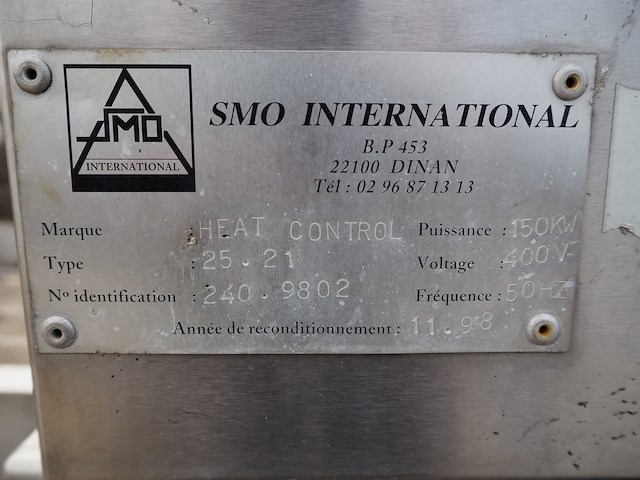 SMO
INTERNATIONAL
SMO INTERNATIONAL
B.P 453
22100 DINAN
Tél : 02 96 87 13 13
Marque : HEAT CONTROL Puissance : 150KW
Type : 25.21 Voltage : 400V
Nº identification : 240.9802 Fréquence : 50HZ
Année de reconditionnement : 11.98